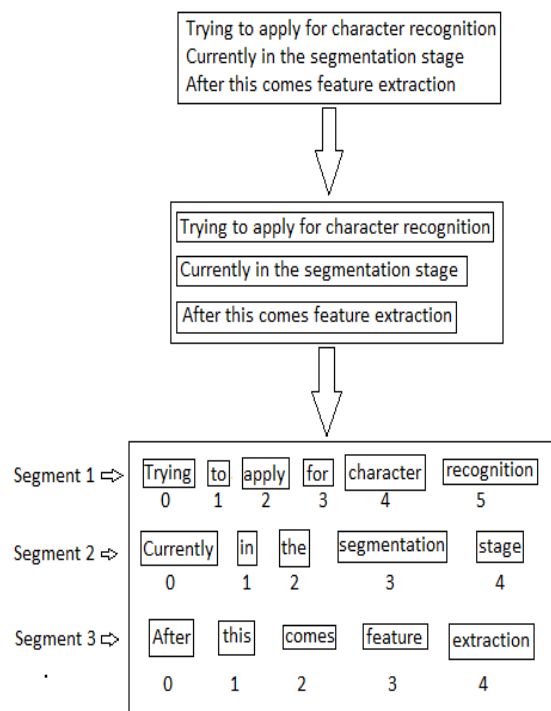 Trying to apply for character recognition
Currently in the segmentation stage
After this comes feature extraction
Trying to apply for character recognition
Currently in the segmentation stage
After this comes feature extraction
Segment 1 Trying to apply for character recognition
0 1 2 3 4 5
Segment 2 Currently in the segmentation stage
0 1 2 3 4
Segment 3 After this comes feature extraction
.
0 1 2 3 4